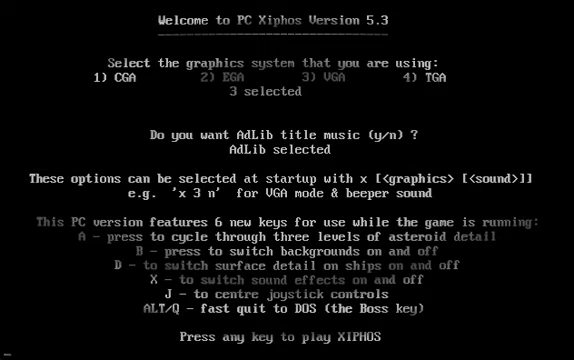 Welcome to PC Xiphos Version 5.3
Select the graphics system that you are using:
1) CGA 2) EGA 3) VGA 4) TGA
3 selected
Do you want AdLib title music (y/n) ?
AdLib selected
These options can be selected at startup with x [<graphics> [<sound>]]
e.g. 'x 3 n' for VGA mode & beeper sound
This PC version features 6 new keys for use while the game is running:
A - press to cycle through three levels of asteroid detail
B - press to switch backgrounds on and off
D - to switch surface detail on ships on and off
X - to switch sound effects on and off
J - to centre joystick controls
ALT/Q - fast quit to DOS (the Boss key)
Press any key to play XIPHOS